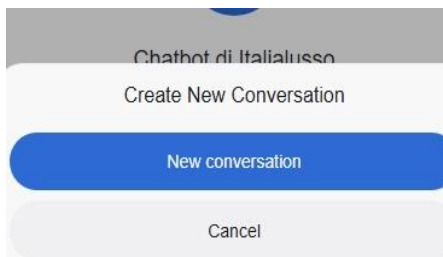 Chatbot di Italialusso
Create New Conversation
New conversation
Cancel